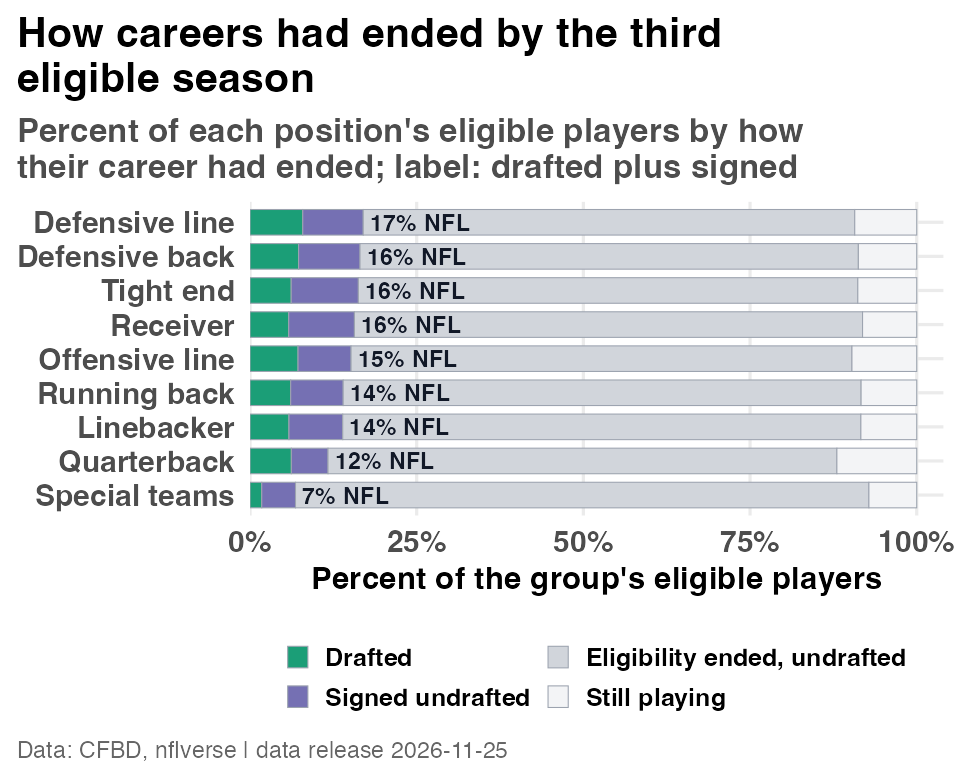 How careers had ended by the third
eligible season
Percent of each position's eligible players by how
their career had ended; label: drafted plus signed
Defensive line 17% NFL
Defensive back 16% NFL
Tight end 16% NFL
Receiver 16% NFL
Offensive line 15% NFL
Running back 14% NFL
Linebacker 14% NFL
Quarterback 12% NFL
Special teams 7% NFL
0% 25% 50% 75% 100%
Percent of the group's eligible players
Drafted Eligibility ended, undrafted
Signed undrafted Still playing
Data: CFBD, nflverse | data release 2026-11-25